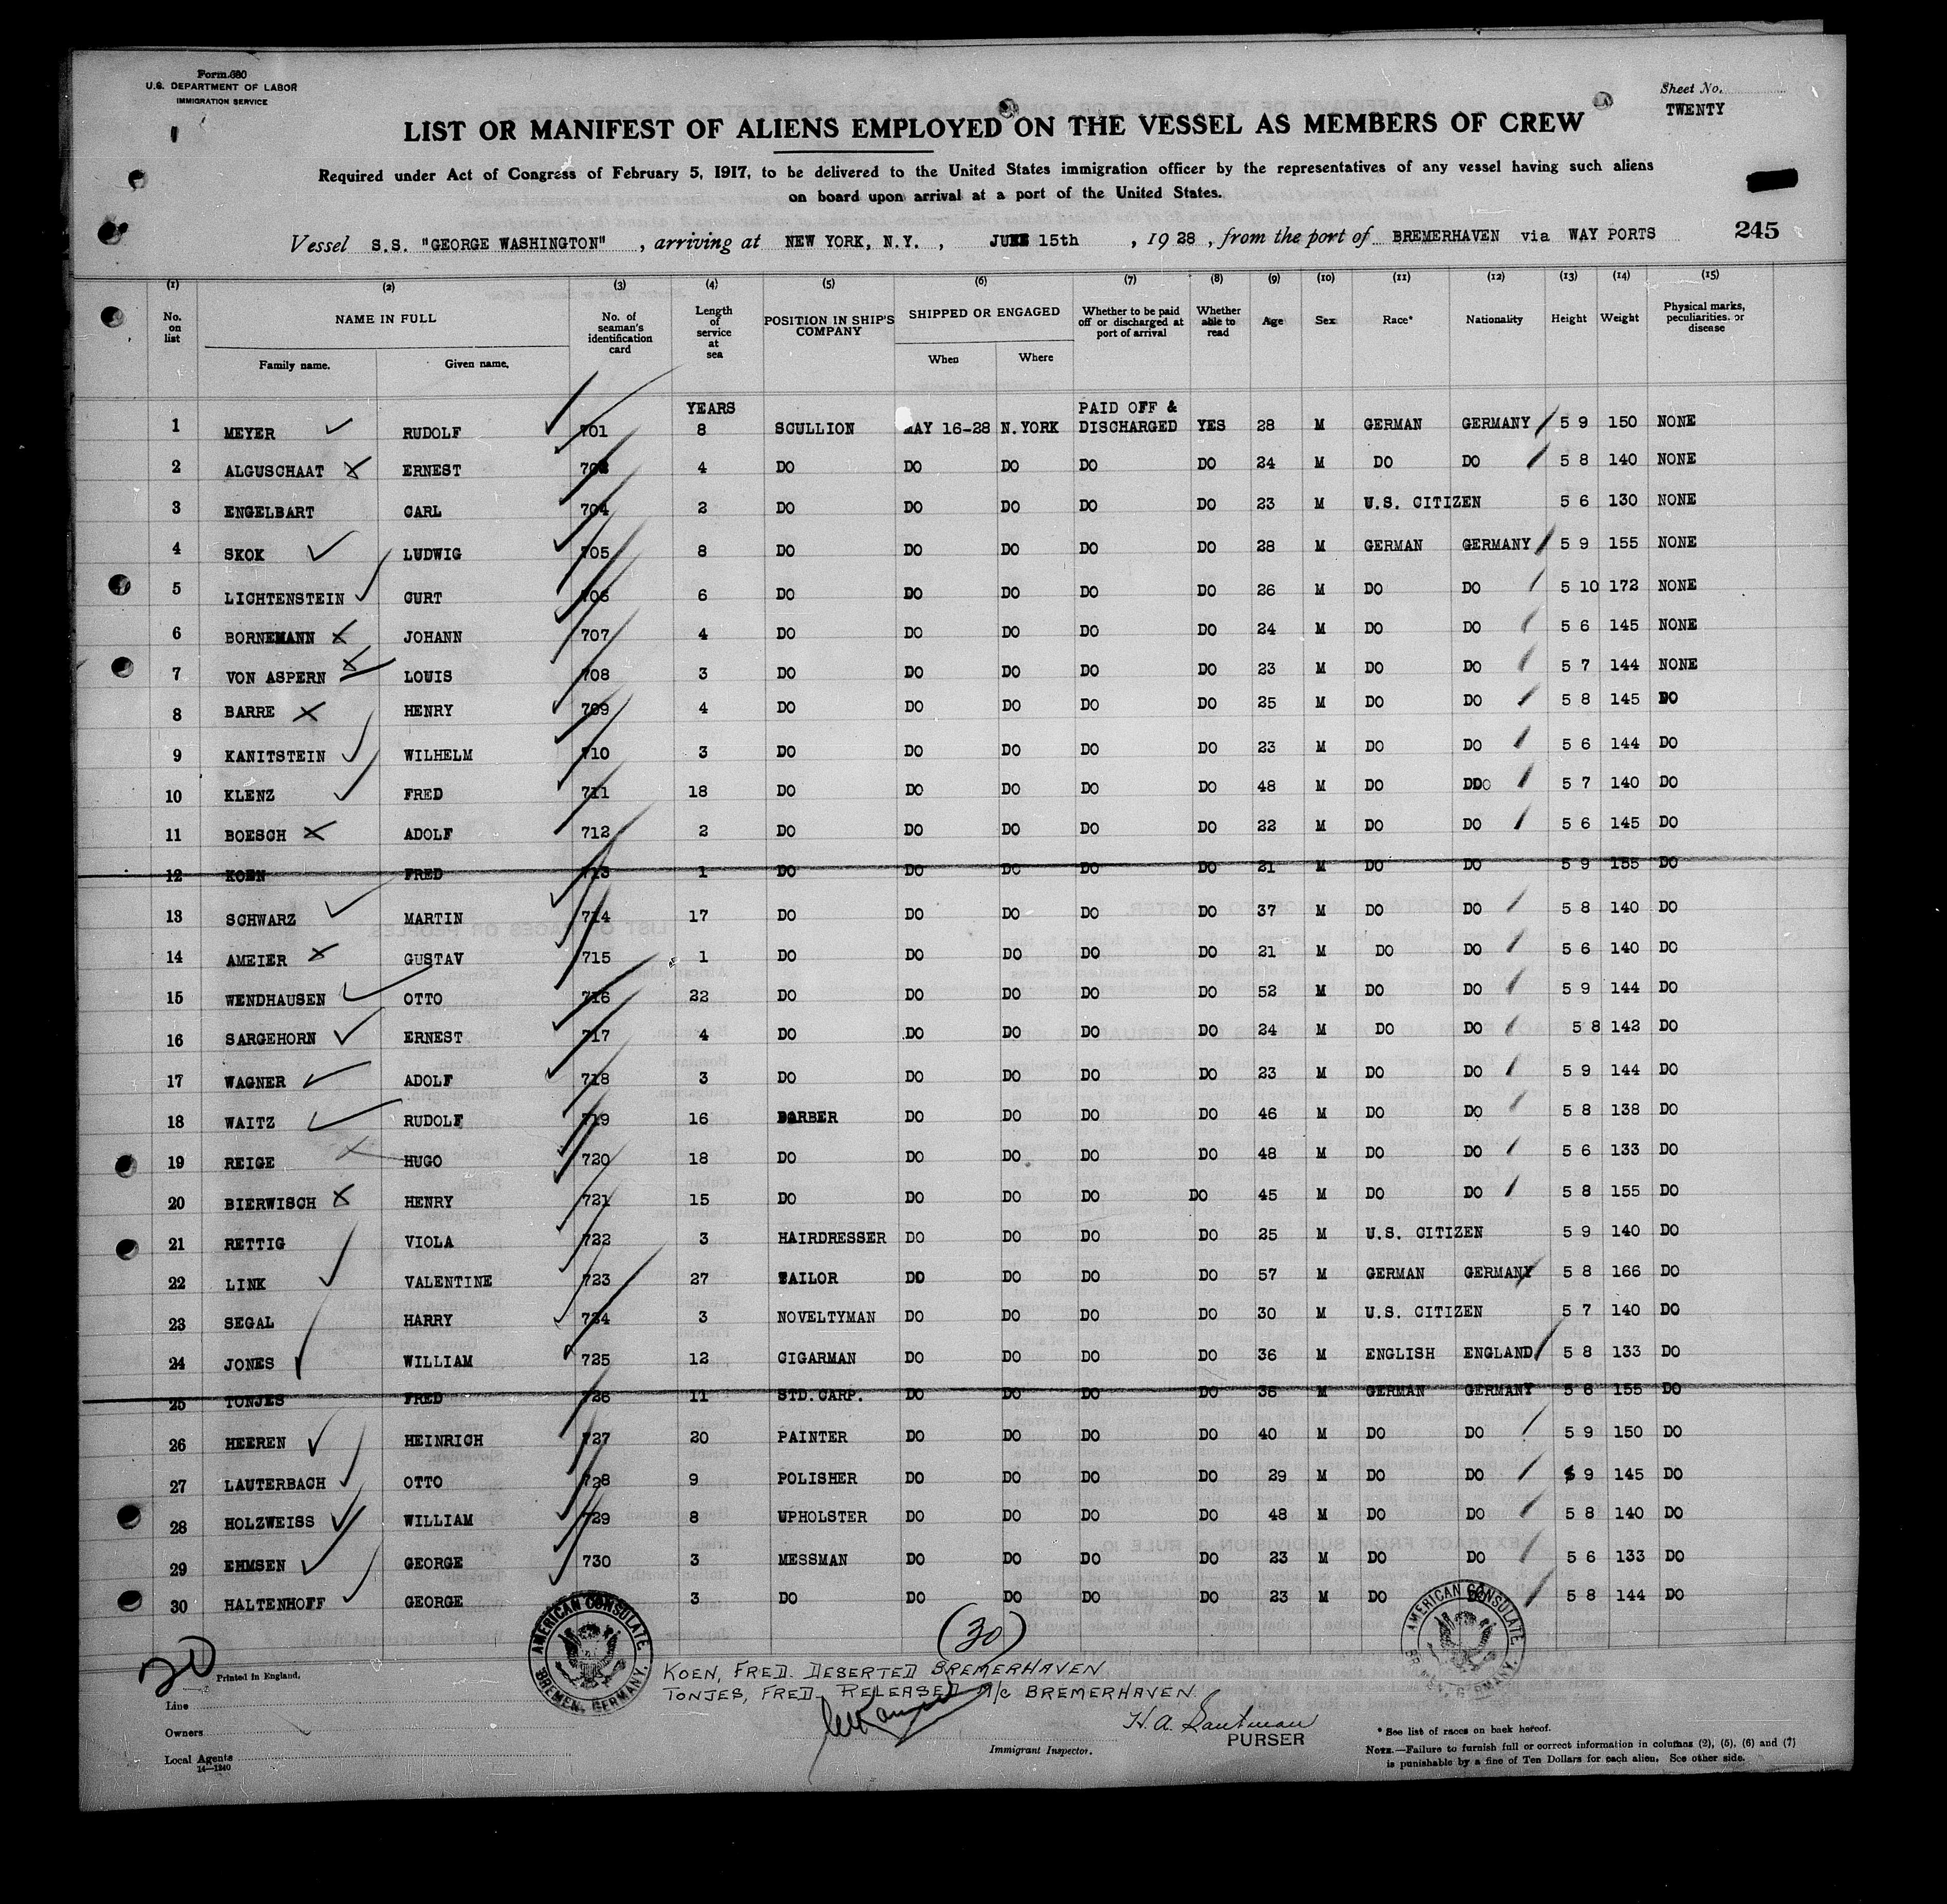 Form 680
U.S. DEPARTMENT OF LABOR
IMMIGRATION SERVICE
Sheet No.
TWENTY
LIST OR MANIFEST OF ALIENS EMPLOYED ON THE VESSEL AS MEMBERS OF CREW
Required under Act of Congress of February 5, 1917, to be delivered to the United States immigration officer by the representatives of any vessel having such aliens
on board upon arrival at a port of the United States.
Vessel S.S. "GEORGE WASHINGTON", arriving at NEW YORK, N.Y., JUNE 15th, 1928, from the port of BREMERHAVEN via WAY PORTS
245
(1) (2) (3) (4) (5) (6) (7) (8) (9) (10) (11) (12) (13) (14) (15)
No. on list NAME IN FULL Family name. Given name. No. of seaman's identification card Length of service at sea POSITION IN SHIP'S COMPANY SHIPPED OR ENGAGED When Where Whether to be paid off or discharged at port of arrival Whether able to read Age Sex Race* Nationality Height Weight Physical marks, peculiarities. or disease
YEARS PAID OFF &
1 MEYER RUDOLF 701 8 SCULLION MAY 16-28 N.YORK DISCHARGED YES 28 M GERMAN GERMANY 5 9 150 NONE
2 ALGUSCHAAT ERNEST 4 DO DO DO DO DO 24 M DO DO 5 8 140 NONE
3 ENGELBART CARL 704 2 DO DO DO DO DO 23 M U.S. CITIZEN 5 6 130 NONE
4 SKOK LUDWIG 705 8 DO DO DO DO DO 28 M GERMAN GERMANY 5 9 155 NONE
5 LICHTENSTEIN CURT 706 6 DO DO DO DO DO 26 M DO DO 5 10 172 NONE
6 BORNEMANN JOHANN 707 4 DO DO DO DO DO 24 M DO DO 5 6 145 NONE
7 VON ASPERN LOUIS 708 3 DO DO DO DO DO 23 M DO DO 5 7 144 NONE
8 BARRE HENRY 709 4 DO DO DO DO DO 25 M DO DO 5 8 145 DO
9 KANITSTEIN WILHELM 710 3 DO DO DO DO DO 23 M DO DO 5 6 144 DO
10 KLENZ FRED 711 18 DO DO DO DO DO 48 M DO DDO 5 7 140 DO
11 BOESCH ADOLF 712 2 DO DO DO DO DO 22 M DO DO 5 6 145 DO
12 KOEN FRED 713 1 DO DO DO DO DO 21 M DO DO 5 9 155 DO
13 SCHWARZ MARTIN 714 17 DO DO DO DO DO 37 M DO DO 5 8 140 DO
14 AMEIER GUSTAV 715 1 DO DO DO DO DO 21 M DO DO 5 6 140 DO
15 WENDHAUSEN OTTO 716 22 DO DO DO DO DO 52 M DO DO 5 9 144 DO
16 SARGEHORN ERNEST 717 4 DO DO DO DO DO 24 M DO DO 5 8 142 DO
17 WAGNER ADOLF 718 3 DO DO DO DO DO 23 M DO DO 5 9 144 DO
18 WAITZ RUDOLF 719 16 BARBER DO DO DO DO 46 M DO DO 5 8 138 DO
19 REIGE HUGO 720 18 DO DO DO DO DO 48 M DO DO 5 6 133 DO
20 BIERWISCH HENRY 721 15 DO DO DO DO DO 45 M DO DO 5 8 155 DO
21 RETTIG VIOLA 722 3 HAIRDRESSER DO DO DO DO 25 M U.S. CITIZEN 5 9 140 DO
22 LINK VALENTINE 723 27 TAILOR DO DO DO DO 57 M GERMAN GERMANY 5 8 166 DO
23 SEGAL HARRY 724 3 NOVELTYMAN DO DO DO DO 30 M U.S. CITIZEN 5 7 140 DO
24 JONES WILLIAM 725 12 CIGARMAN DO DO DO DO 36 M ENGLISH ENGLAND 5 8 133 DO
25 TONJES FRED 726 11 STD.CARP. DO DO DO DO 36 M GERMAN GERMANY 5 8 155 DO
26 HEEREN HEINRICH 727 20 PAINTER DO DO DO DO 40 M DO DO 5 9 150 DO
27 LAUTERBACH OTTO 728 9 POLISHER DO DO DO DO 29 M DO DO 5 9 145 DO
28 HOLZWEISS WILLIAM 729 8 UPHOLSTER DO DO DO DO 48 M DO DO 5 8 140 DO
29 EHMSEN GEORGE 730 3 MESSMAN DO DO DO DO 23 M DO DO 5 6 133 DO
30 HALTENHOFF GEORGE 3 DO DO DO DO DO 23 M DO DO 5 8 144 DO
AMERICAN CONSULATE. BREMEN, GERMANY.
AMERICAN CONSULATE. BREMEN, GERMANY.
20
(30)
KOEN, FRED. DESERTED BREMERHAVEN
TONJES, FRED. RELEASED A/C BREMERHAVEN.
Printed in England.
Line
Owners
Local Agents
14—1240
Immigrant Inspector.
H.A. Sautman
PURSER
* See list of races on back hereof.
NOTE.—Failure to furnish full or correct information in columns (2), (5), (6) and (7)
is punishable by a fine of Ten Dollars for each alien. See other side.